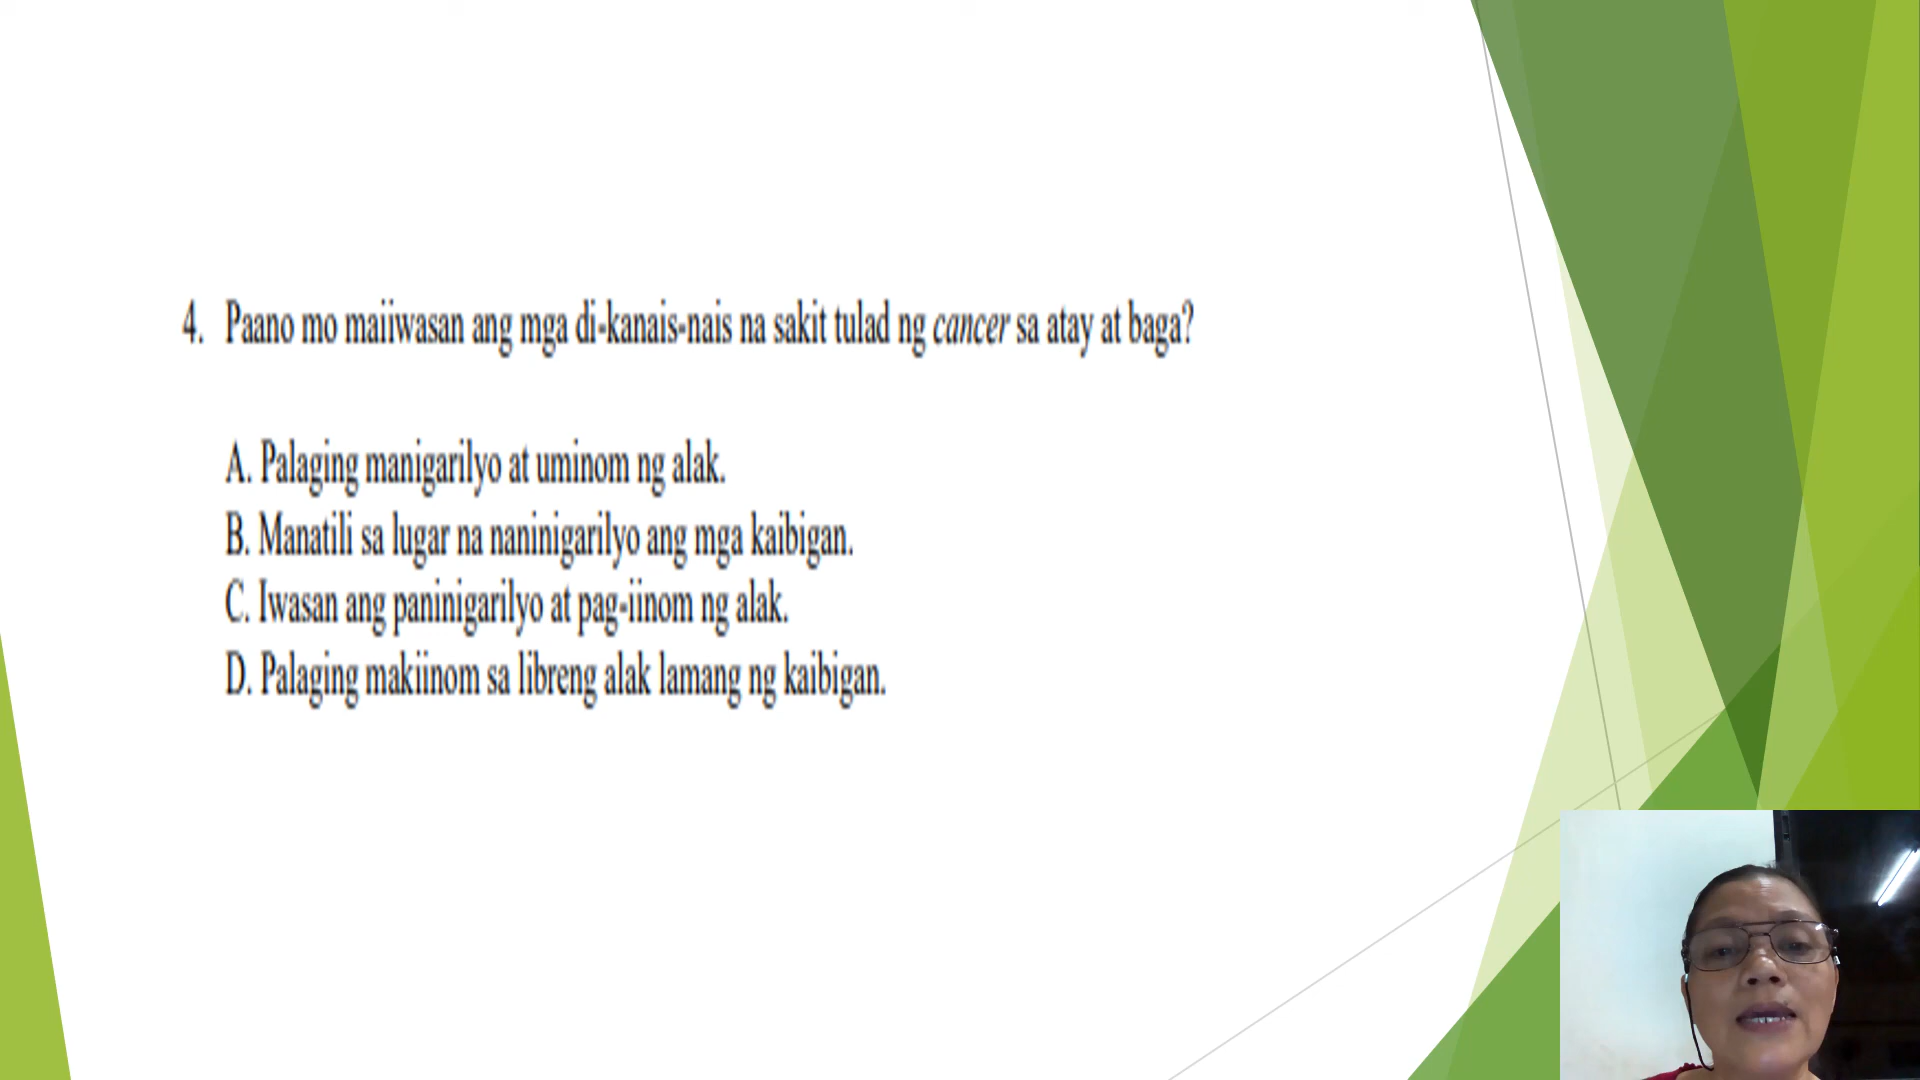 4. Paano mo maiiwasan ang mga di-kanais-nais na sakit tulad ng cancer sa atay at baga?
A. Palaging manigarilyo at uminom ng alak.
B. Manatili sa lugar na naninigarilyo ang mga kaibigan.
C. Iwasan ang paninigarilyo at pag-iinom ng alak.
D. Palaging makiinom sa libreng alak lamang ng kaibigan.